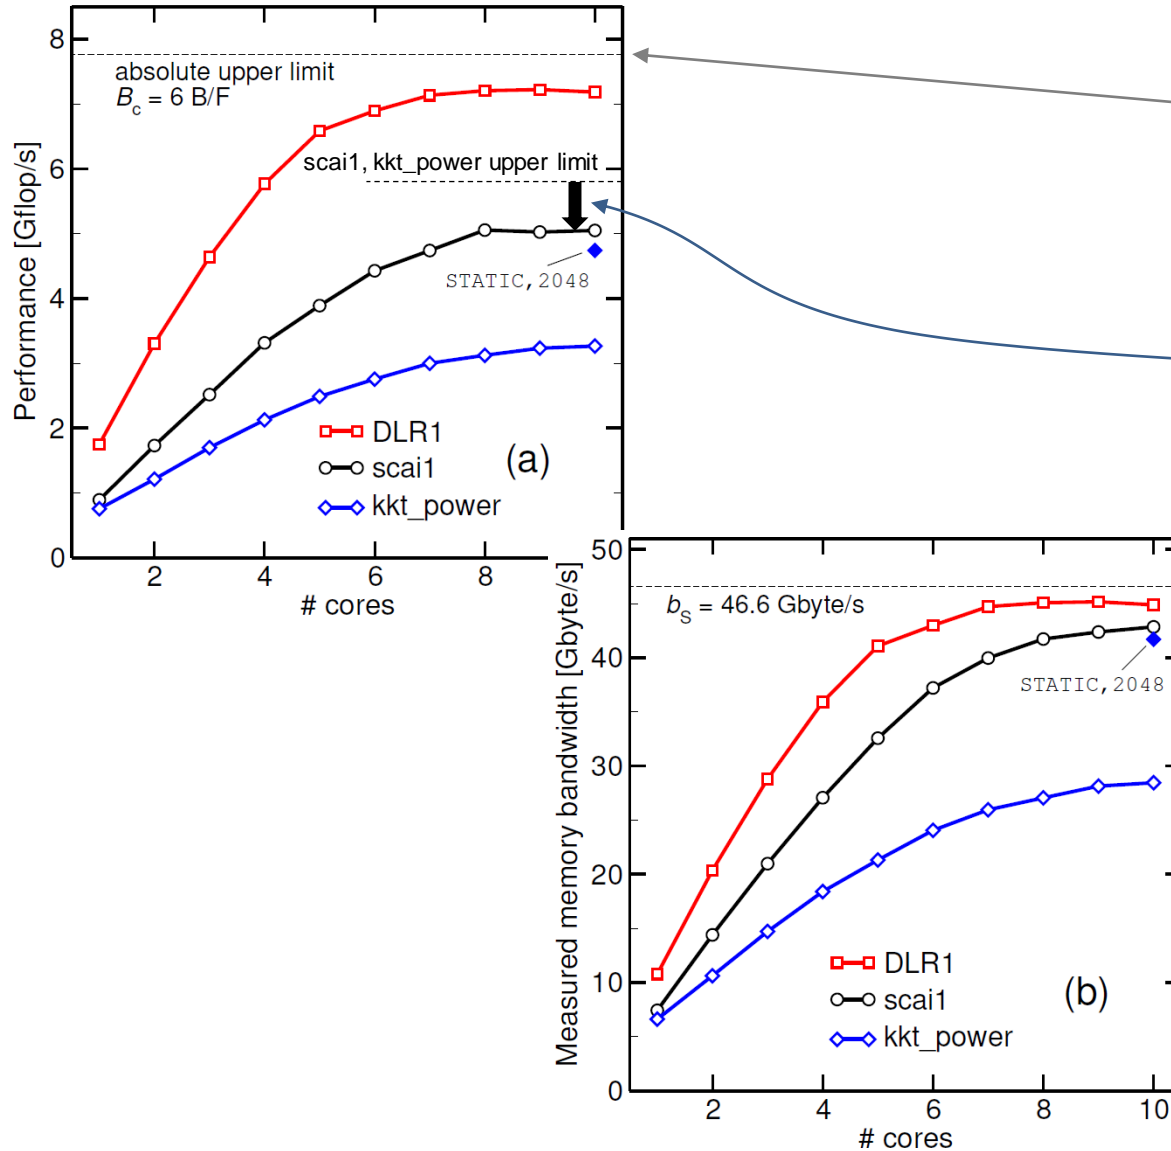 8
absolute upper limit
B_c = 6 B/F
6
scai1, kkt_power upper limit
Performance [Gflop/s]
STATIC,2048
4
2
DLR1
scai1
kkt_power
(a)
0
2
4
6
8
# cores
50
b_S = 46.6 Gbyte/s
40
STATIC,2048
Measured memory bandwidth [Gbyte/s]
30
20
DLR1
scai1
kkt_power
(b)
10
0
2
4
6
8
10
# cores